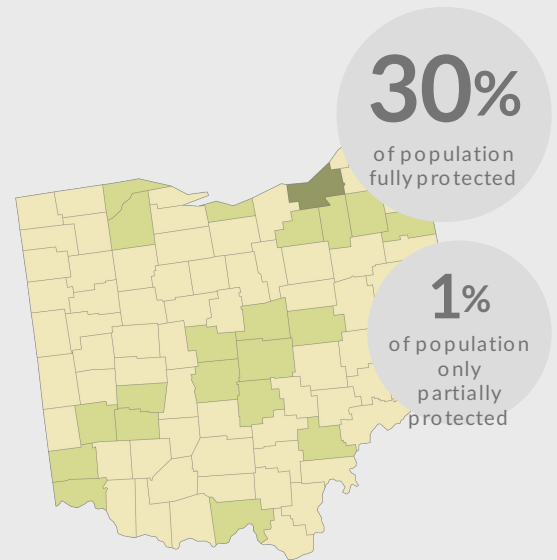 30%
of population
fully protected
1%
of population
only
partially
protected